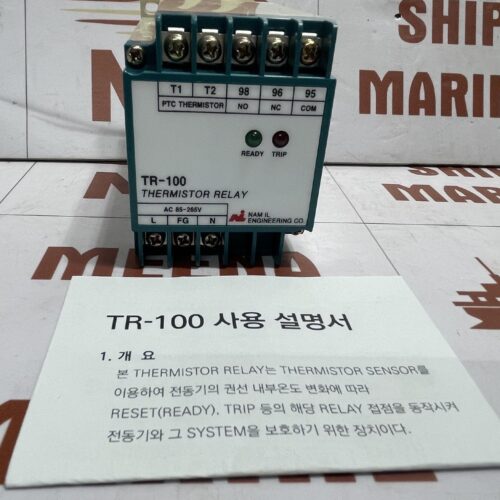 SHIP
MARIN
T1 T2 98 96 95
PTC THERMISTOR NO NC COM
READY TRIP
TR-100
THERMISTOR RELAY
AC 85-265V
L FG N
NAM IL
ENGINEERING CO.
MEENA
TR-100 사용 설명서
1. 개 요
본 THERMISTOR RELAY는 THERMISTOR SENSOR를
이용하여 전동기의 권선 내부온도 변화에 따라
RESET(READY), TRIP 등의 해당 RELAY 접점을 동작시켜
전동기와 그 SYSTEM을 보호하기 위한 장치이다.